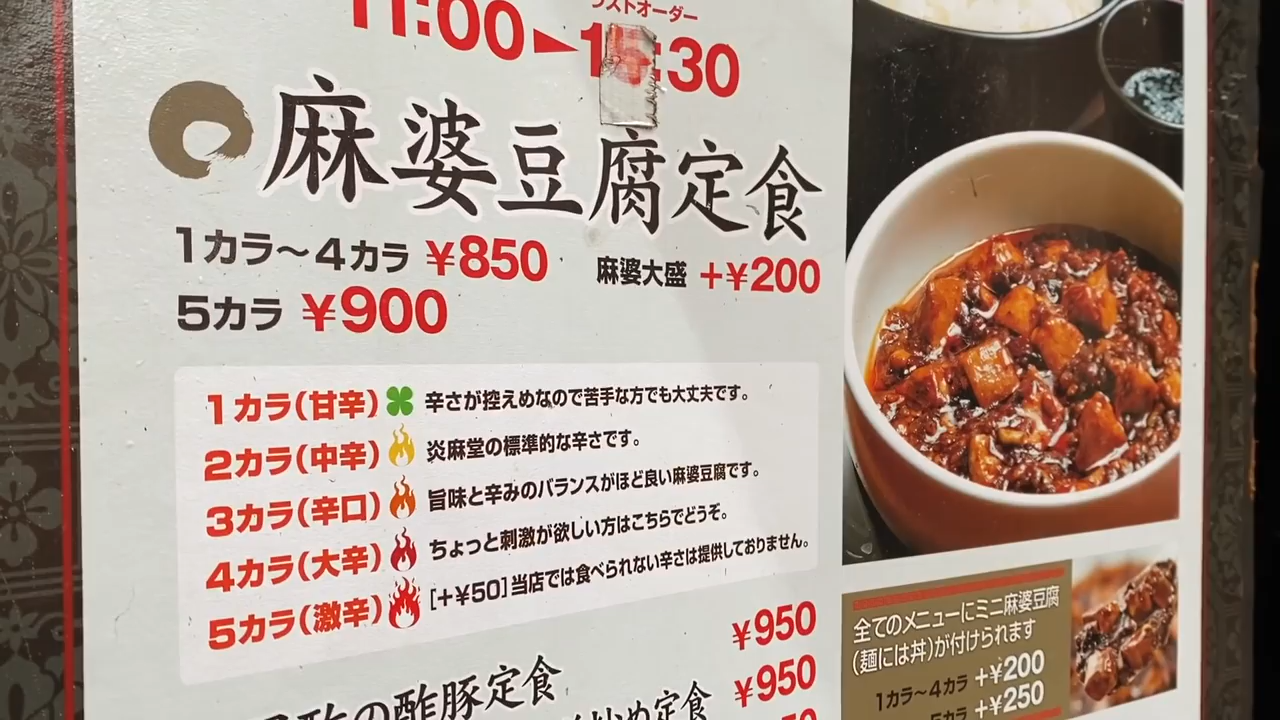 ラストオーダー
11:00►1:30
麻婆豆腐定食
1カラ～4カラ ¥850 麻婆大盛 +¥200
5カラ ¥900
1カラ(甘辛) 辛さが控えめなので苦手な方でも大丈夫です。
2カラ(中辛) 炎麻堂の標準的な辛さです。
3カラ(辛口) 旨味と辛みのバランスがほど良い麻婆豆腐です。
4カラ(大辛) ちょっと刺激が欲しい方はこちらでどうぞ。
5カラ(激辛) [+¥50]当店では食べられない辛さは提供しておりません。
の酢豚定食 ¥950
炒め定食 ¥950
全てのメニューにミニ麻婆豆腐
(麺には丼)が付けられます
1カラ～4カラ +¥200
5カラ +¥250